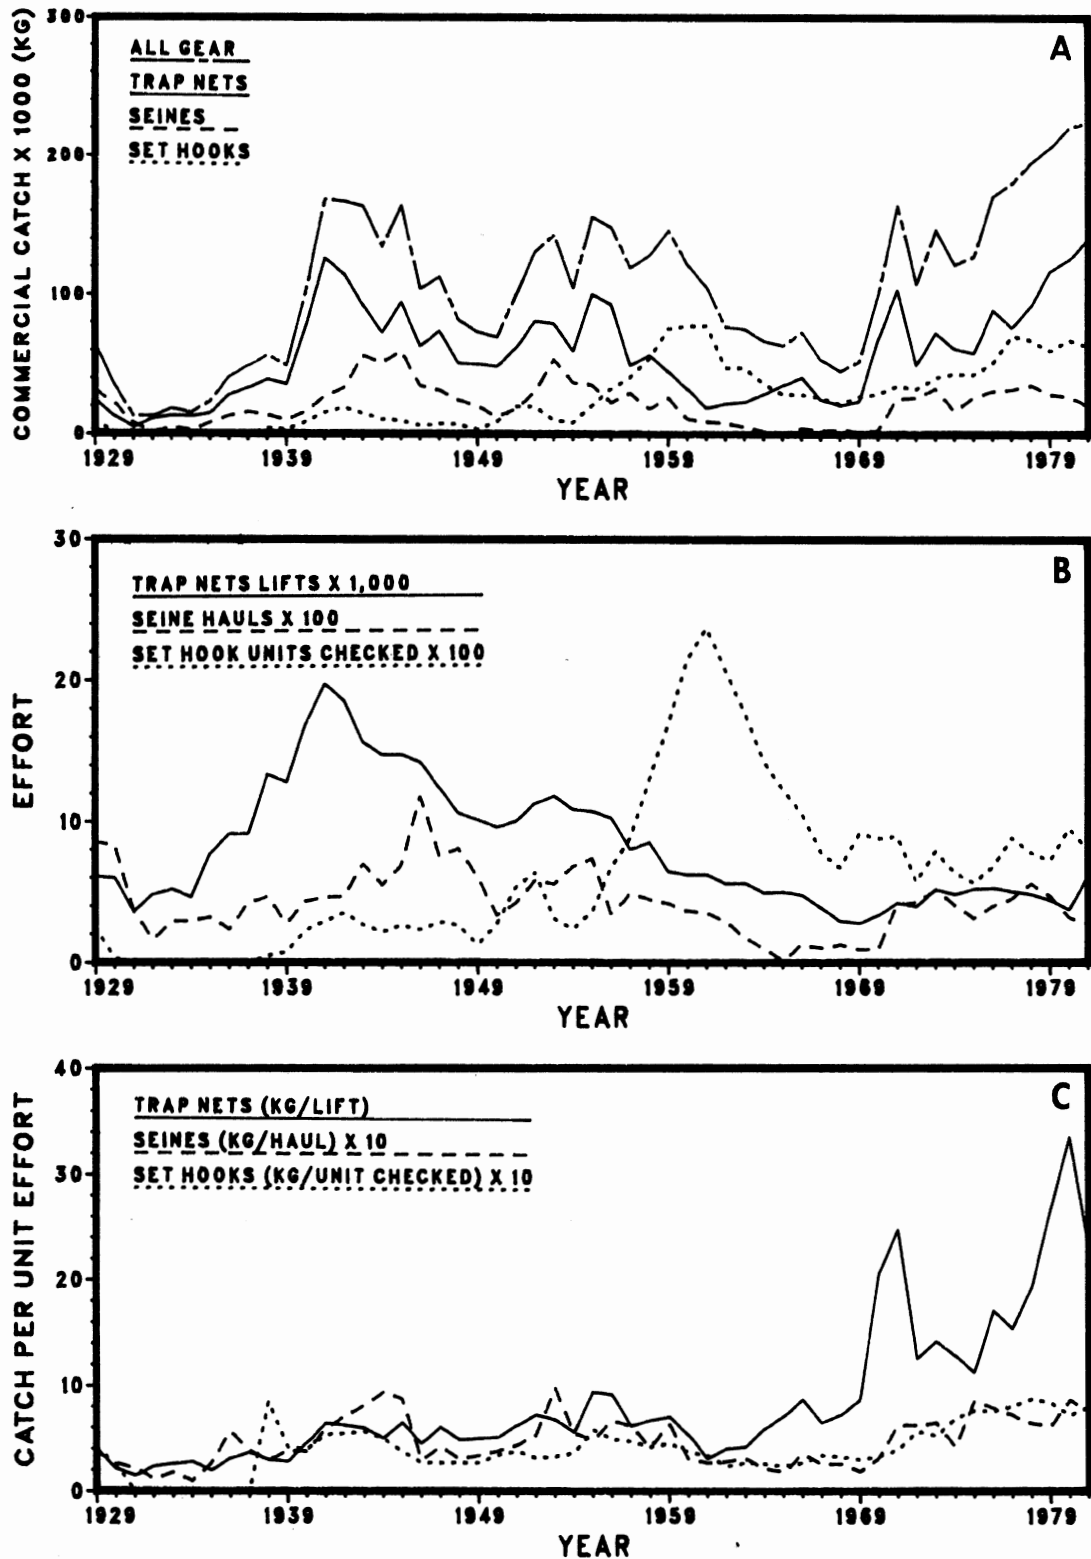 A
COMMERCIAL CATCH X 1000 (KG)
300
200
100
0
ALL GEAR
TRAP NETS
SEINES
SET HOOKS
1929 1939 1949 1959 1969 1979
YEAR
B
EFFORT
30
20
10
0
TRAP NETS LIFTS X 1,000
SEINE HAULS X 100
SET HOOK UNITS CHECKED X 100
1929 1939 1949 1959 1969 1979
YEAR
C
CATCH PER UNIT EFFORT
40
30
20
10
0
TRAP NETS (KG/LIFT)
SEINES (KG/HAUL) X 10
SET HOOKS (KG/UNIT CHECKED) X 10
1929 1939 1949 1959 1969 1979
YEAR